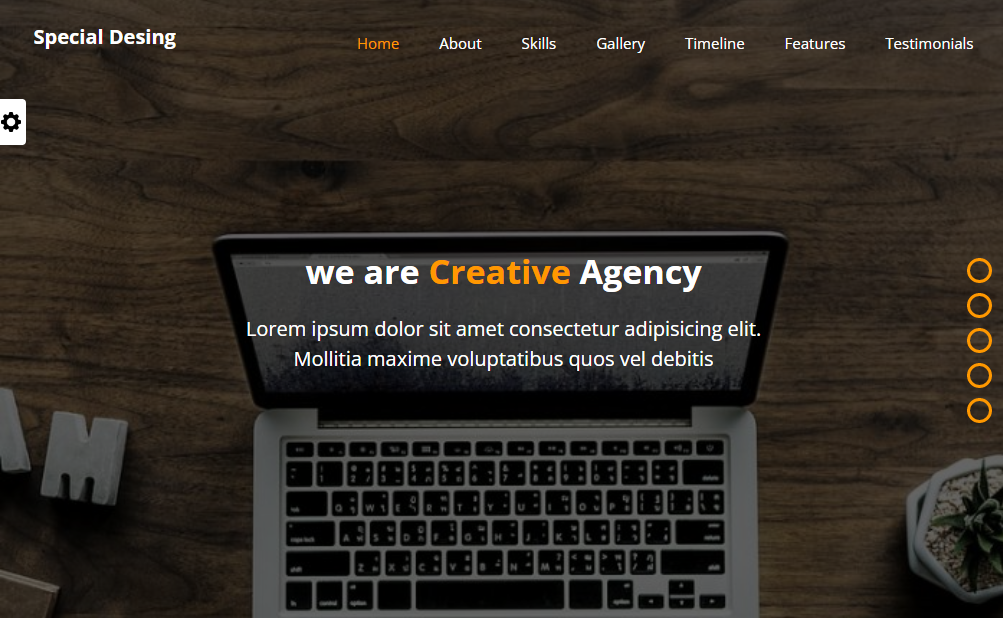 Special Desing
Home About Skills Gallery Timeline Features Testimonials
we are Creative Agency
Lorem ipsum dolor sit amet consectetur adipisicing elit.
Mollitia maxime voluptatibus quos vel debitis